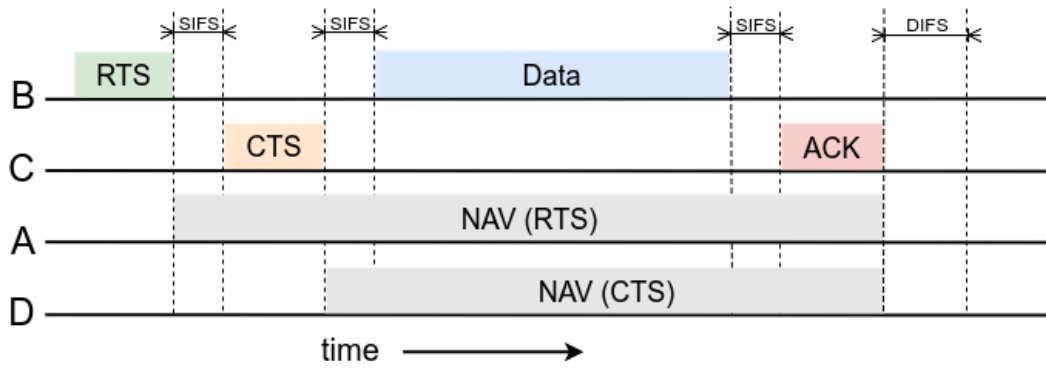 SIFS SIFS SIFS DIFS
RTS Data
B
CTS ACK
C
NAV (RTS)
A
NAV (CTS)
D
time